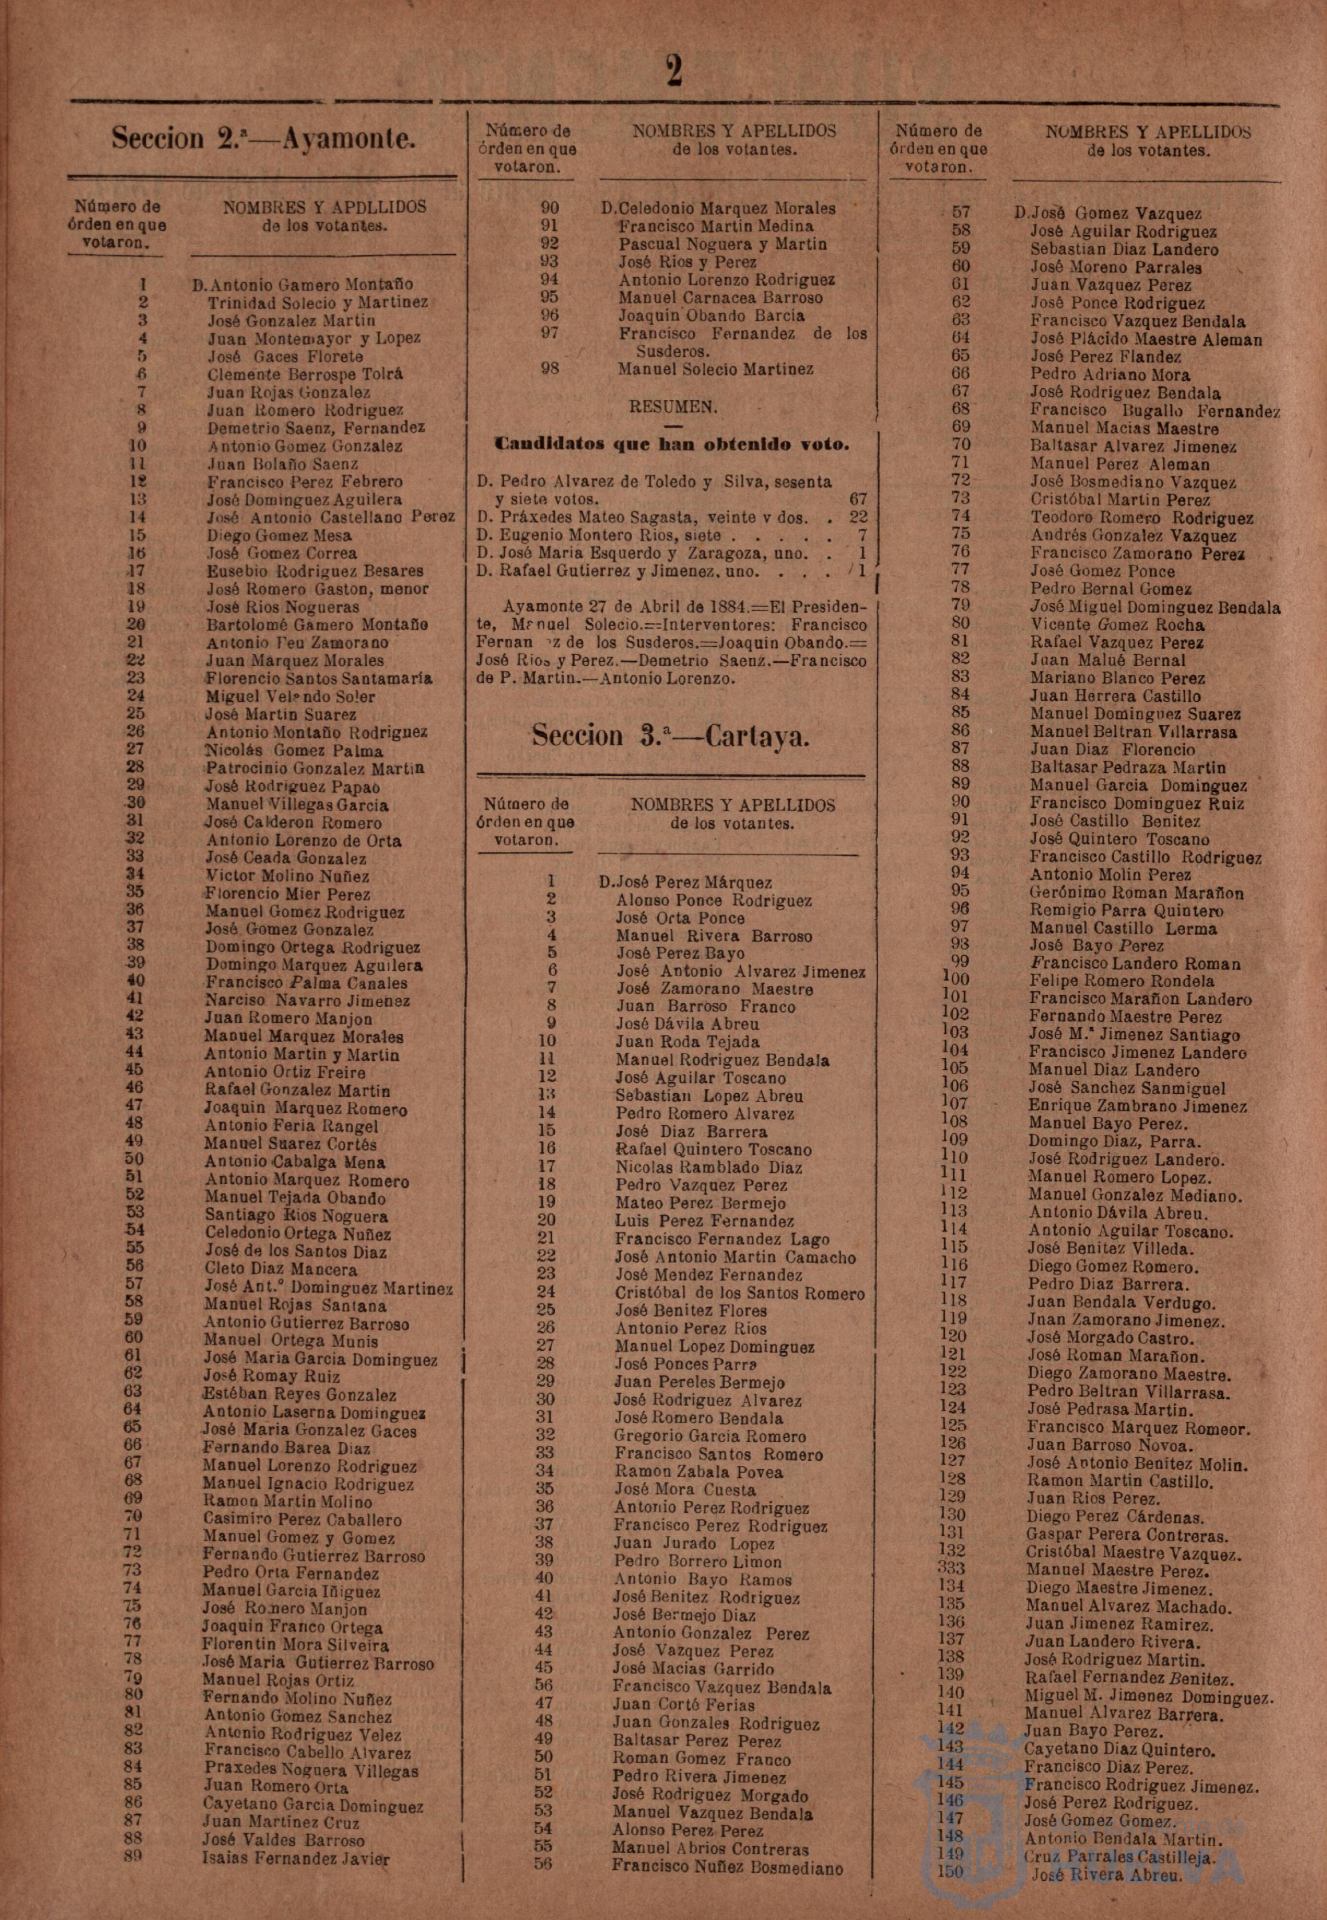 2
Seccion 2.ª—Ayamonte.
Número de
órden en que
votaron.
NOMBRES Y APDLLIDOS
de los votantes.
1 D. Antonio Gamero Montaño
2 Trinidad Solecio y Martinez
3 José Gonzalez Martin
4 Juan Montemayor y Lopez
5 José Gaces Florete
6 Clemente Berrospe Tolrá
7 Juan Rojas Gonzalez
8 Juan Romero Rodriguez
9 Demetrio Saenz, Fernandez
10 Antonio Gomez Gonzalez
11 Juan Bolaño Saenz
12 Francisco Perez Febrero
13 José Dominguez Aguilera
14 José Antonio Castellano Perez
15 Diego Gomez Mesa
16 José Gomez Correa
17 Eusebio Rodriguez Besares
18 José Romero Gaston, menor
19 José Rios Nogueras
20 Bartolomé Gamero Montaño
21 Antonio Feu Zamorano
22 Juan Marquez Morales
23 Florencio Santos Santamaría
24 Miguel Velando Soler
25 José Martin Suarez
26 Antonio Montaño Rodriguez
27 Nicolás Gomez Palma
28 Patrocinio Gonzalez Martin
29 José Rodriguez Papao
30 Manuel Villegas Garcia
31 José Calderon Romero
32 Antonio Lorenzo de Orta
33 José Ceada Gonzalez
34 Victor Molino Nuñez
35 Florencio Mier Perez
36 Manuel Gomez Rodriguez
37 José Gomez Gonzalez
38 Domingo Ortega Rodriguez
39 Domingo Marquez Aguilera
40 Francisco Palma Canales
41 Narciso Navarro Jimenez
42 Juan Romero Manjon
43 Manuel Marquez Morales
44 Antonio Martin y Martin
45 Antonio Ortiz Freire
46 Rafael Gonzalez Martin
47 Joaquin Marquez Romero
48 Antonio Feria Rangel
49 Manuel Suarez Cortés
50 Antonio Cabalga Mena
51 Antonio Marquez Romero
52 Manuel Tejada Obando
53 Santiago Rios Noguera
54 Celedonio Ortega Nuñez
55 José de los Santos Diaz
56 Cleto Diaz Mancera
57 José Ant.º Dominguez Martinez
58 Manuel Rojas Santana
59 Antonio Gutierrez Barroso
60 Manuel Ortega Munis
61 José Maria Garcia Dominguez
62 José Romay Ruiz
63 Estéban Reyes Gonzalez
64 Antonio Laserna Dominguez
65 José Maria Gonzalez Gaces
66 Fernando Barea Diaz
67 Manuel Lorenzo Rodriguez
68 Manuel Ignacio Rodriguez
69 Ramon Martin Molino
70 Casimiro Perez Caballero
71 Manuel Gomez y Gomez
72 Fernando Gutierrez Barroso
73 Pedro Orta Fernandez
74 Manuel Garcia Iñiguez
75 José Romero Manjon
76 Joaquin Franco Ortega
77 Florentin Mora Silveira
78 José Maria Gutierrez Barroso
79 Manuel Rojas Ortiz
80 Fernando Molino Nuñez
81 Antonio Gomez Sanchez
82 Antonio Rodriguez Velez
83 Francisco Cabello Alvarez
84 Praxedes Noguera Villegas
85 Juan Romero Orta
86 Cayetano Garcia Dominguez
87 Juan Martinez Cruz
88 José Valdes Barroso
89 Isaias Fernandez Javier
Número de
órden en que
votaron.
NOMBRES Y APELLIDOS
de los votantes.
90 D. Celedonio Marquez Morales
91 Francisco Martin Medina
92 Pascual Noguera y Martin
93 José Rios y Perez
94 Antonio Lorenzo Rodriguez
95 Manuel Carnacea Barroso
96 Joaquin Obando Barcia
97 Francisco Fernandez de los
Susderos.
98 Manuel Solecio Martinez
RESUMEN.
Candidatos que han obtenido voto.
D. Pedro Alvarez de Toledo y Silva, sesenta
y siete votos. 67
D. Práxedes Mateo Sagasta, veinte y dos. . 22
D. Eugenio Montero Rios, siete . . . . . 7
D. José Maria Esquerdo y Zaragoza, uno. . 1
D. Rafael Gutierrez y Jimenez, uno. . . . 1
Ayamonte 27 de Abril de 1884.=El Presiden-
te, Manuel Solecio.=Interventores: Francisco
Fernan ez de los Susderos.=Joaquin Obando.=
José Rios y Perez.—Demetrio Saenz.—Francisco
de P. Martin.—Antonio Lorenzo.
Seccion 3.ª—Cartaya.
Número de
órden en que
votaron.
NOMBRES Y APELLIDOS
de los votantes.
1 D. José Perez Márquez
2 Alonso Ponce Rodriguez
3 José Orta Ponce
4 Manuel Rivera Barroso
5 José Perez Bayo
6 José Antonio Alvarez Jimenez
7 José Zamorano Maestre
8 Juan Barroso Franco
9 José Dávila Abreu
10 Juan Roda Tejada
11 Manuel Rodriguez Bendala
12 José Aguilar Toscano
13 Sebastian Lopez Abreu
14 Pedro Romero Alvarez
15 José Diaz Barrera
16 Rafael Quintero Toscano
17 Nicolas Ramblado Diaz
18 Pedro Vazquez Perez
19 Mateo Perez Bermejo
20 Luis Perez Fernandez
21 Francisco Fernandez Lago
22 José Antonio Martin Camacho
23 José Mendez Fernandez
24 Cristóbal de los Santos Romero
25 José Benitez Flores
26 Antonio Perez Rios
27 Manuel Lopez Dominguez
28 José Ponces Parra
29 Juan Pereles Bermejo
30 José Rodriguez Alvarez
31 José Romero Bendala
32 Gregorio Garcia Romero
33 Francisco Santos Romero
34 Ramon Zabala Povea
35 José Mora Cuesta
36 Antonio Perez Rodriguez
37 Francisco Perez Rodriguez
38 Juan Jurado Lopez
39 Pedro Borrero Limon
40 Antonio Bayo Ramos
41 José Benitez Rodriguez
42 José Bermejo Diaz
43 Antonio Gonzalez Perez
44 José Vazquez Perez
45 José Macias Garrido
56 Francisco Vazquez Bendala
47 Juan Corté Ferias
48 Juan Gonzales Rodriguez
49 Baltasar Perez Perez
50 Roman Gomez Franco
51 Pedro Rivera Jimenez
52 José Rodriguez Morgado
53 Manuel Vazquez Bendala
54 Alonso Perez Perez
55 Manuel Abrios Contreras
56 Francisco Nuñez Bosmediano
Número de
órden en que
votaron.
NOMBRES Y APELLIDOS
de los votantes.
57 D. José Gomez Vazquez
58 José Aguilar Rodriguez
59 Sebastian Diaz Landero
60 José Moreno Parrales
61 Juan Vazquez Perez
62 José Ponce Rodriguez
63 Francisco Vazquez Bendala
64 José Plácido Maestre Aleman
65 José Perez Flandez
66 Pedro Adriano Mora
67 José Rodriguez Bendala
68 Francisco Bugallo Fernandez
69 Manuel Macias Maestre
70 Baltasar Alvarez Jimenez
71 Manuel Perez Aleman
72 José Bosmediano Vazquez
73 Cristóbal Martin Perez
74 Teodoro Romero Rodriguez
75 Andrés Gonzalez Vazquez
76 Francisco Zamorano Perez
77 José Gomez Ponce
78 Pedro Bernal Gomez
79 José Miguel Dominguez Bendala
80 Vicente Gomez Rocha
81 Rafael Vazquez Perez
82 Juan Malué Bernal
83 Mariano Blanco Perez
84 Juan Herrera Castillo
85 Manuel Dominguez Suarez
86 Manuel Beltran Villarrasa
87 Juan Diaz Florencio
88 Baltasar Pedraza Martin
89 Manuel Garcia Dominguez
90 Francisco Dominguez Ruiz
91 José Castillo Benitez
92 José Quintero Toscano
93 Francisco Castillo Rodriguez
94 Antonio Molin Perez
95 Gerónimo Roman Marañon
96 Remigio Parra Quintero
97 Manuel Castillo Lerma
93 José Bayo Perez
99 Francisco Landero Roman
100 Felipe Romero Rondela
101 Francisco Marañon Landero
102 Fernando Maestre Perez
103 José M.ª Jimenez Santiago
104 Francisco Jimenez Landero
105 Manuel Diaz Landero
106 José Sanchez Sanmiguel
107 Enrique Zambrano Jimenez
108 Manuel Bayo Perez.
109 Domingo Diaz, Parra.
110 José Rodriguez Landero.
111 Manuel Romero Lopez.
112 Manuel Gonzalez Mediano.
113 Antonio Dávila Abreu.
114 Antonio Aguilar Toscano.
115 José Benitez Villeda.
116 Diego Gomez Romero.
117 Pedro Diaz Barrera.
118 Juan Bendala Verdugo.
119 Juan Zamorano Jimenez.
120 José Morgado Castro.
121 José Roman Marañon.
122 Diego Zamorano Maestre.
123 Pedro Beltran Villarrasa.
124 José Pedrasa Martin.
125 Francisco Marquez Romeor.
126 Juan Barroso Novoa.
127 José Antonio Benitez Molin.
128 Ramon Martin Castillo.
129 Juan Rios Perez.
130 Diego Perez Cárdenas.
131 Gaspar Perera Contreras.
132 Cristóbal Maestre Vazquez.
333 Manuel Maestre Perez.
134 Diego Maestre Jimenez.
135 Manuel Alvarez Machado.
136 Juan Jimenez Ramirez.
137 Juan Landero Rivera.
138 José Rodriguez Martin.
139 Rafael Fernandez Benitez.
140 Miguel M. Jimenez Dominguez.
141 Manuel Alvarez Barrera.
142 Juan Bayo Perez.
143 Cayetano Diaz Quintero.
144 Francisco Diaz Perez.
145 Francisco Rodriguez Jimenez.
146 José Perez Rodriguez.
147 José Gomez Gomez.
148 Antonio Bendala Martin.
149 Cruz Parrales Castilleja.
150 José Rivera Abreu.